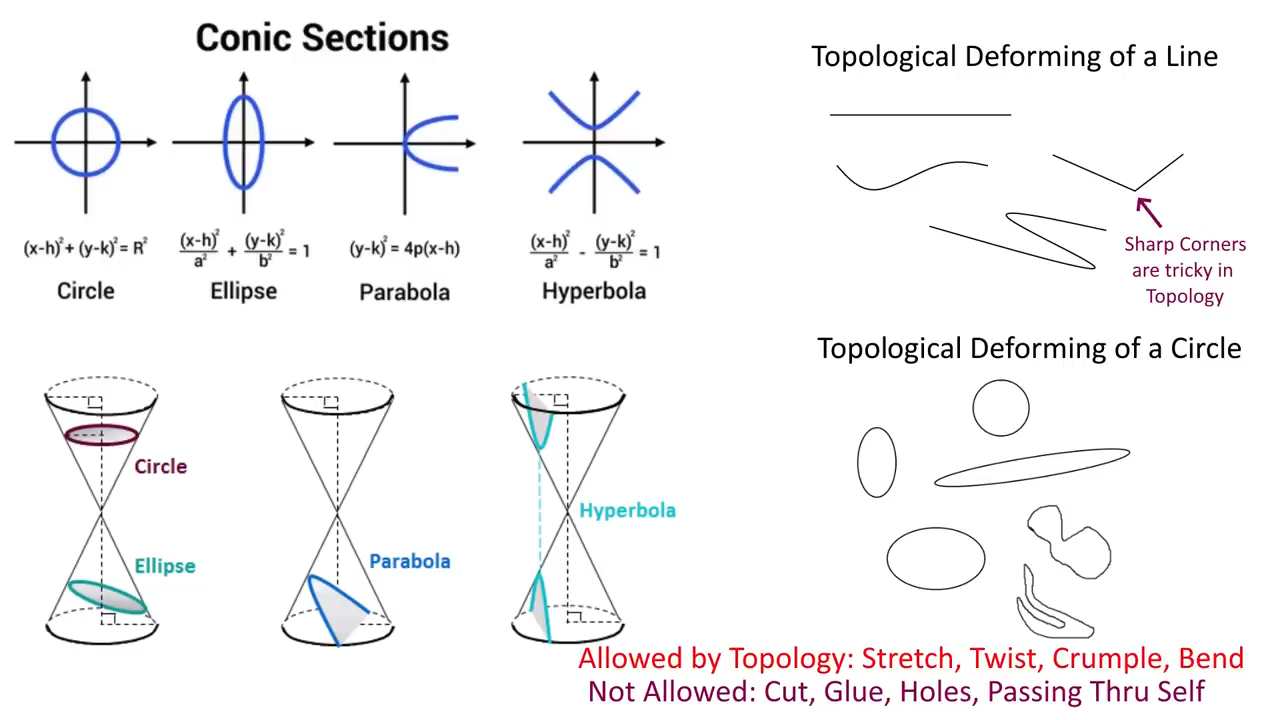 Conic Sections
(x-h)² + (y-k)² = R²
(x-h)²/a² + (y-k)²/b² = 1
(y-k)² = 4p(x-h)
(x-h)²/a² - (y-k)²/b² = 1
Circle
Ellipse
Parabola
Hyperbola
Circle
Ellipse
Parabola
Hyperbola
Topological Deforming of a Line
Sharp Corners
are tricky in
Topology
Topological Deforming of a Circle
Allowed by Topology: Stretch, Twist, Crumple, Bend
Not Allowed: Cut, Glue, Holes, Passing Thru Self